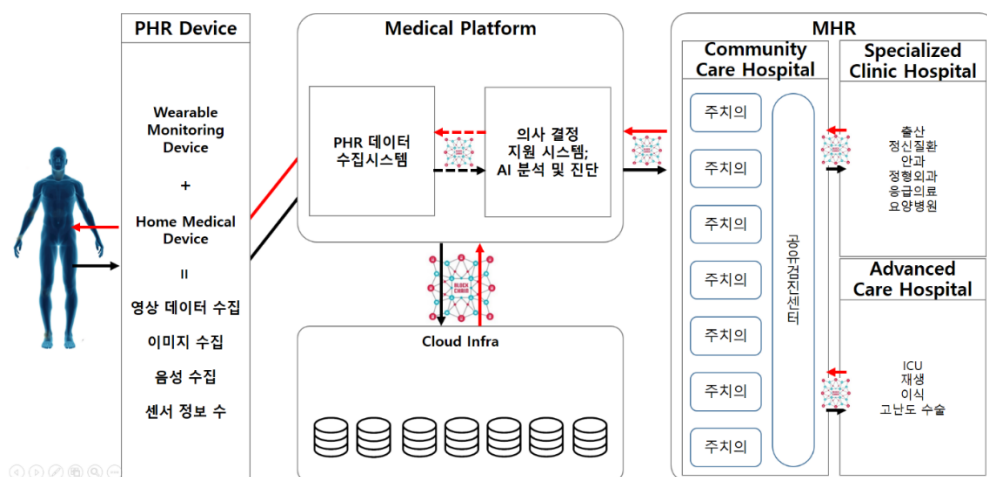 PHR Device
Wearable
Monitoring
Device
+
Home Medical
Device
=
영상 데이터 수집
이미지 수집
음성 수집
센서 정보 수
Medical Platform
PHR 데이터
수집시스템
의사 결정
지원 시스템;
AI 분석 및 진단
BLOCK
CHAIN
Cloud Infra
MHR
Community
Care Hospital
주치의
주치의
주치의
주치의
주치의
주치의
주치의
공유검진센터
Specialized
Clinic Hospital
출산
정신질환
안과
정형외과
응급의료
요양병원
Advanced
Care Hospital
ICU
재생
이식
고난도 수술